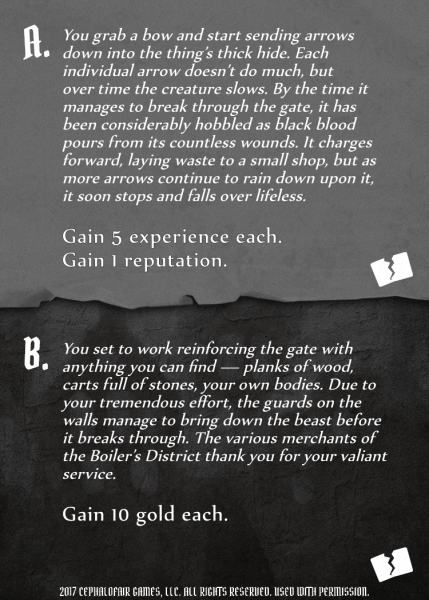 A. You grab a bow and start sending arrows
down into the thing's thick hide. Each
individual arrow doesn't do much, but
over time the creature slows. By the time it
manages to break through the gate, it has
been considerably hobbled as black blood
pours from its countless wounds. It charges
forward, laying waste to a small shop, but as
more arrows continue to rain down upon it,
it soon stops and falls over lifeless.
Gain 5 experience each.
Gain 1 reputation.
B. You set to work reinforcing the gate with
anything you can find — planks of wood,
carts full of stones, your own bodies. Due to
your tremendous effort, the guards on the
walls manage to bring down the beast before
it breaks through. The various merchants of
the Boiler's District thank you for your valiant
service.
Gain 10 gold each.
2017 CEPHALOFAIR GAMES, LLC. ALL RIGHTS RESERVED. USED WITH PERMISSION.